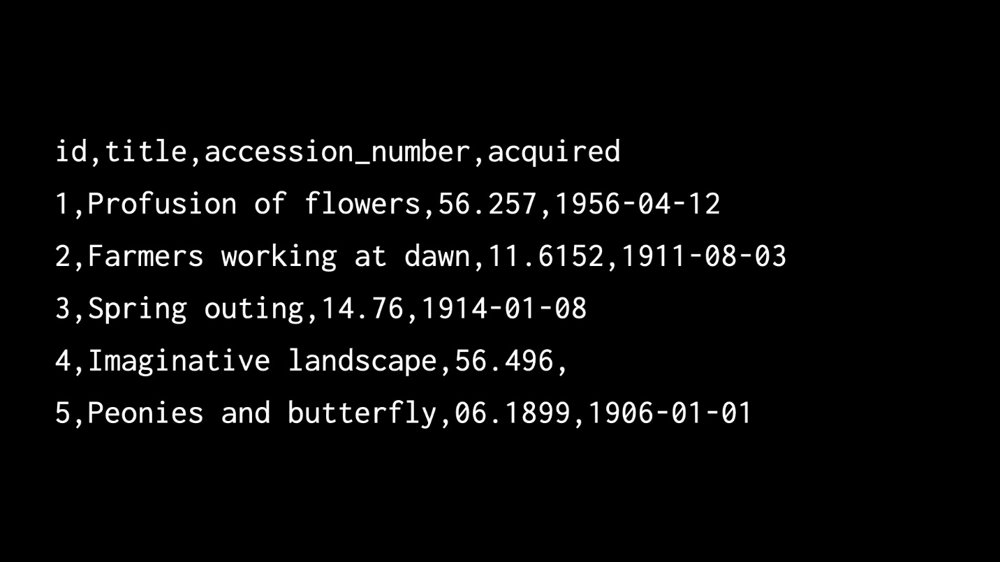 id,title,accession_number,acquired
1,Profusion of flowers,56.257,1956-04-12
2,Farmers working at dawn,11.6152,1911-08-03
3,Spring outing,14.76,1914-01-08
4,Imaginative landscape,56.496,
5,Peonies and butterfly,06.1899,1906-01-01